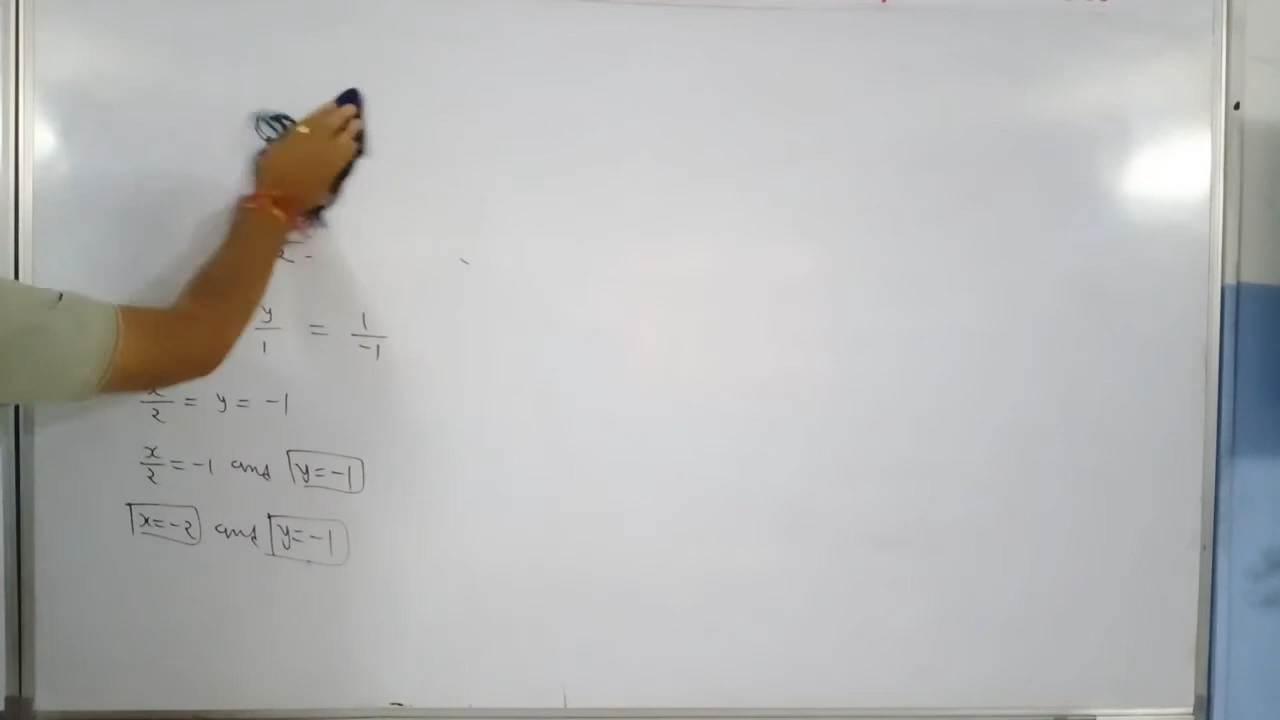 y/1 = 1/-1
x/2 = y = -1
x/2 = -1 and y = -1
x = -2 and y = -1